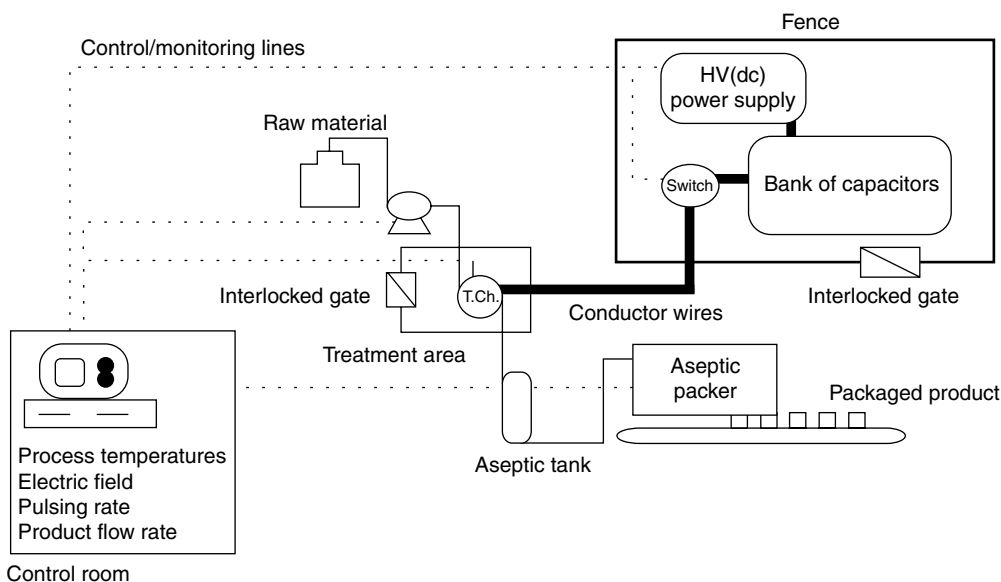 Fence
Control/monitoring lines
HV(dc)
power supply
Raw material
Switch
Bank of capacitors
Interlocked gate
T.Ch.
Interlocked gate
Conductor wires
Treatment area
Aseptic
packer
Packaged product
Aseptic tank
Process temperatures
Electric field
Pulsing rate
Product flow rate
Control room